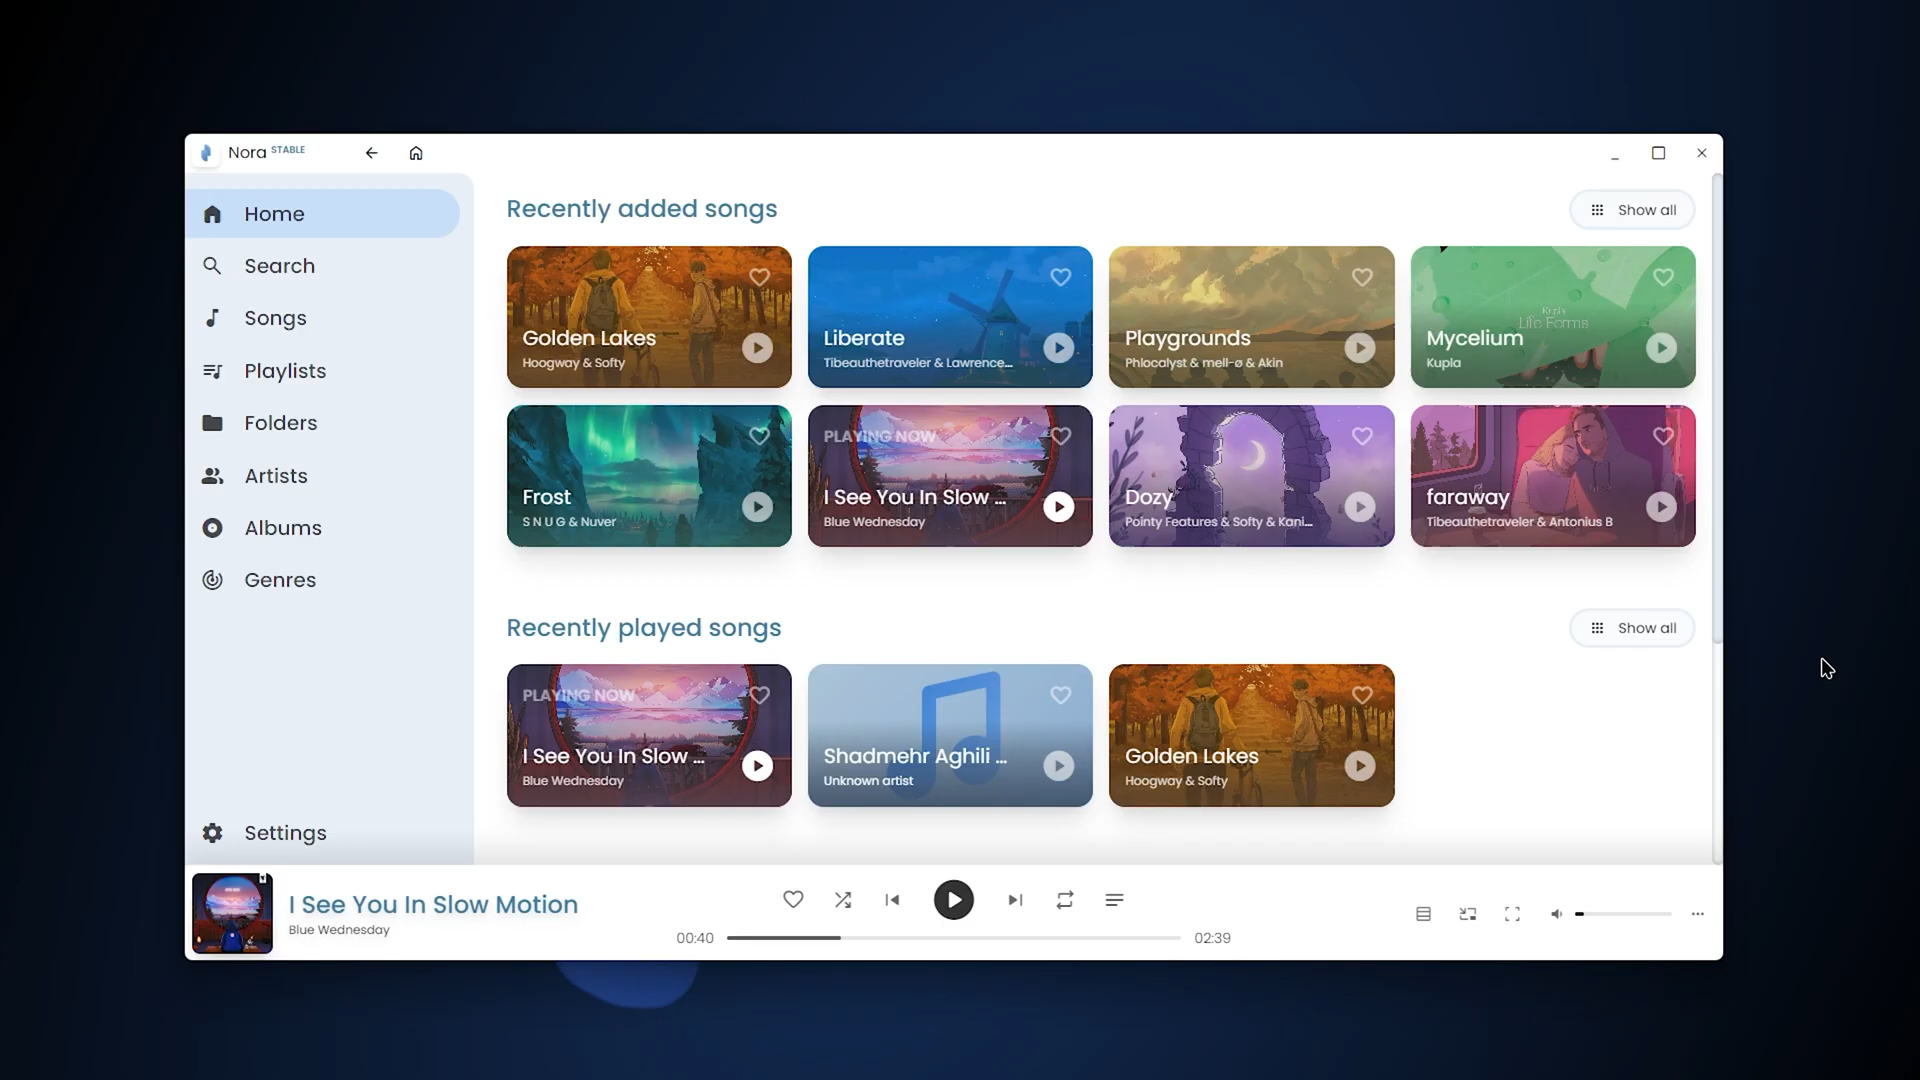 Nora STABLE
Home
Search
Songs
Playlists
Folders
Artists
Albums
Genres
Settings
Recently added songs
Show all
Golden Lakes
Hoogway & Softy
Liberate
Tibeauthetraveler & Lawrence...
Playgrounds
Phlocalyst & mell-ø & Akin
Kupla
Life Forms
Mycelium
Kupla
Frost
S N U G & Nuver
PLAYING NOW
I See You In Slow ...
Blue Wednesday
Dozy
Pointy Features & Softy & Kani...
faraway
Tibeauthetraveler & Antonius B
Recently played songs
Show all
PLAYING NOW
I See You In Slow ...
Blue Wednesday
Shadmehr Aghili ...
Unknown artist
Golden Lakes
Hoogway & Softy
I See You In Slow Motion
Blue Wednesday
00:40
02:39